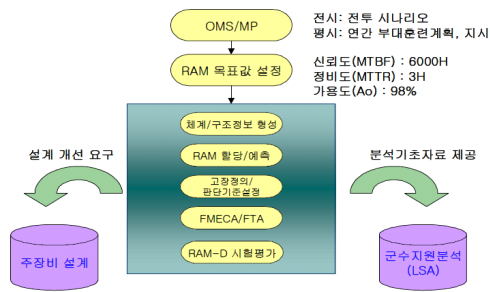 OMS/MP
전시: 전투 시나리오
평시: 연간 부대훈련계획, 지시
RAM 목표값 설정
신뢰도(MTBF) : 6000H
정비도(MTTR) : 3H
가용도(Ao) : 98%
체계/구조정보 형성
설계 개선 요구
RAM 할당/예측
분석기초자료 제공
고장정의/
판단기준설정
FMECA/FTA
RAM-D 시험평가
주장비 설계
군수지원분석
(LSA)